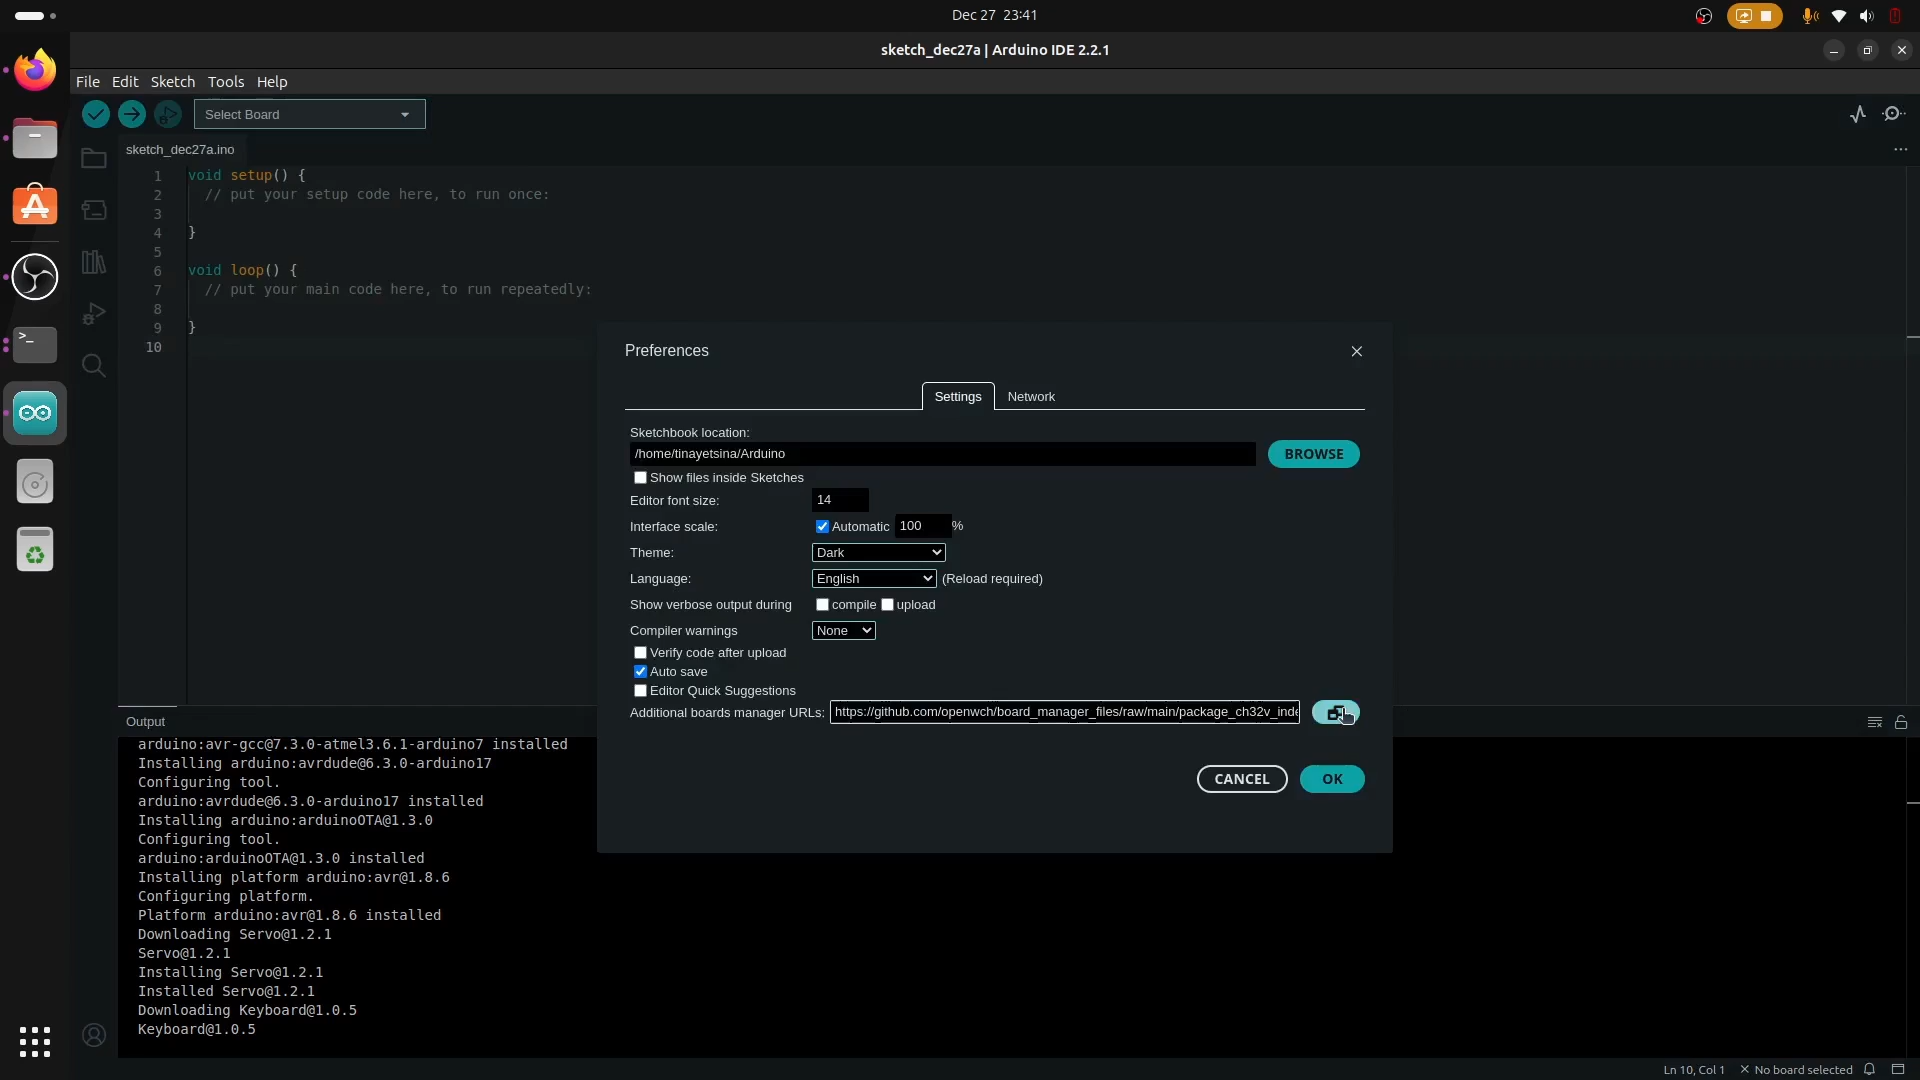 Dec 27 23:41
sketch_dec27a | Arduino IDE 2.2.1
File Edit Sketch Tools Help
Select Board
sketch_dec27a.ino
1 void setup() {
2 // put your setup code here, to run once:
3
4 }
5
6 void loop() {
7 // put your main code here, to run repeatedly:
8
9 }
10
Preferences
Settings Network
Sketchbook location:
/home/tinayetsina/Arduino BROWSE
Show files inside Sketches
Editor font size: 14
Interface scale: Automatic 100 %
Theme: Dark
Language: English (Reload required)
Show verbose output during compile upload
Compiler warnings None
Verify code after upload
Auto save
Editor Quick Suggestions
Additional boards manager URLs: https://github.com/openwch/board_manager_files/raw/main/package_ch32v_inde
CANCEL OK
Output
arduino:avr-gcc@7.3.0-atmel3.6.1-arduino7 installed
Installing arduino:avrdude@6.3.0-arduino17
Configuring tool.
arduino:avrdude@6.3.0-arduino17 installed
Installing arduino:arduinoOTA@1.3.0
Configuring tool.
arduino:arduinoOTA@1.3.0 installed
Installing platform arduino:avr@1.8.6
Configuring platform.
Platform arduino:avr@1.8.6 installed
Downloading Servo@1.2.1
Servo@1.2.1
Installing Servo@1.2.1
Installed Servo@1.2.1
Downloading Keyboard@1.0.5
Keyboard@1.0.5
Ln 10, Col 1 No board selected